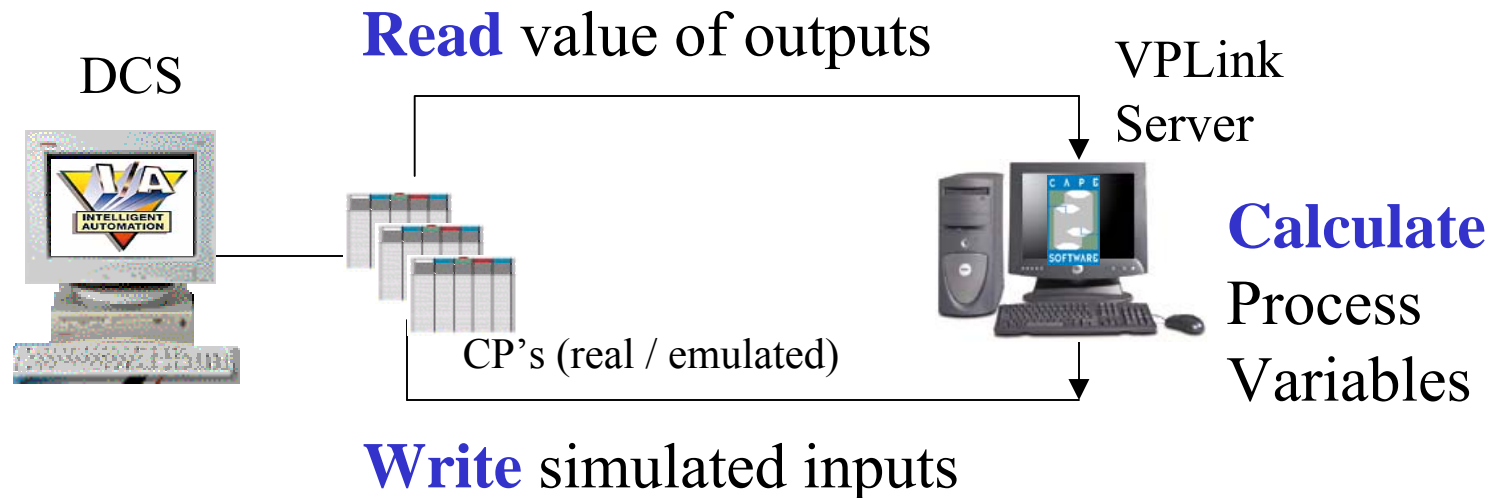 Read value of outputs
DCS
VPLink
Server
I/A
INTELLIGENT
AUTOMATION
CAPE
SOFTWARE
Calculate
Process
Variables
CP’s (real / emulated)
Write simulated inputs